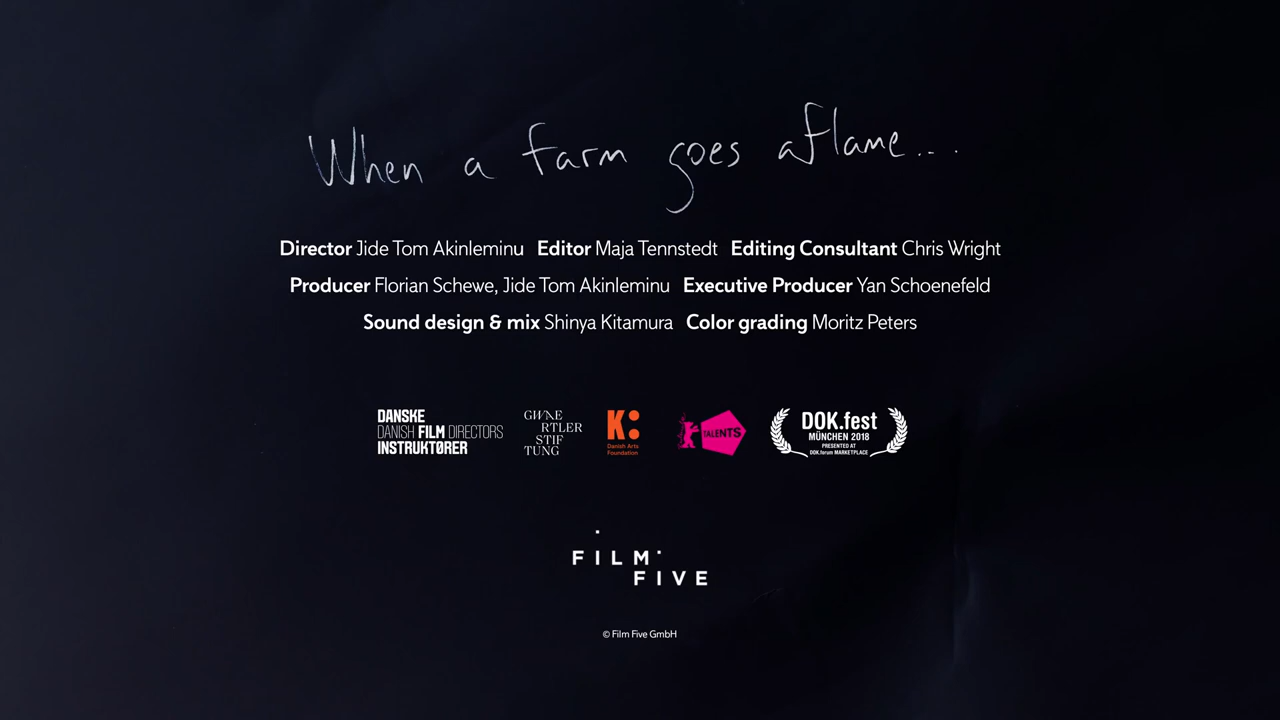 When a farm goes aflame...
Director Jide Tom Akinleminu Editor Maja Tennstedt Editing Consultant Chris Wright
Producer Florian Schewe, Jide Tom Akinleminu Executive Producer Yan Schoenefeld
Sound design & mix Shinya Kitamura Color grading Moritz Peters
DANSKE
DANISH FILM DIRECTORS
INSTRUKTØRER
GWÆ
RTLER
STIF
TUNG
K:
Danish Arts
Foundation
TALENTS
DOK.fest
MÜNCHEN 2018
PRESENTED AT
DOK.forum MARKETPLACE
FILM
FIVE
© Film Five GmbH